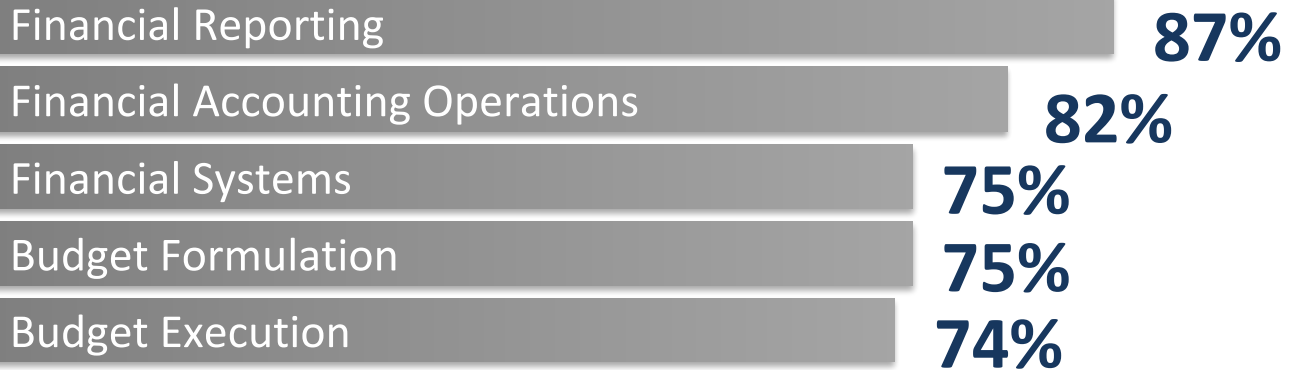 Financial Reporting 87%
Financial Accounting Operations 82%
Financial Systems 75%
Budget Formulation 75%
Budget Execution 74%